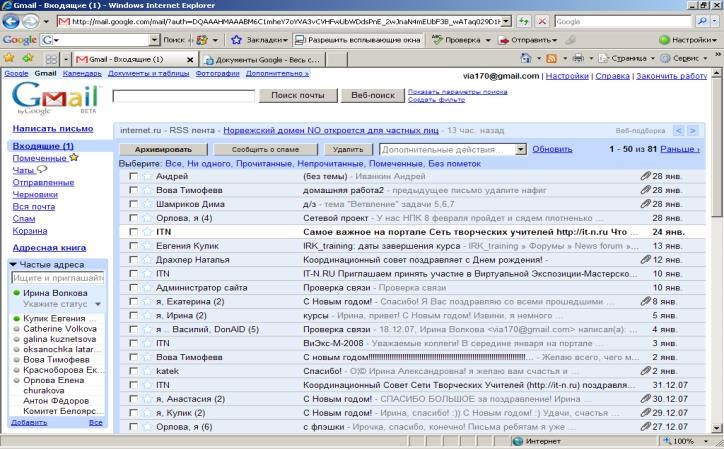 Gmail - Входящие (1) - Windows Internet Explorer
Google
Google Поиск Закладки Разрешить всплывающие окна Проверка Отправить Настройки
Gmail - Входящие (1) Документы Google - Весь с... Страница Сервис
Google Gmail Календарь Документы и таблицы Фотографии Дополнительно » via170@gmail.com | Настройки | Справка | Закончить работу
Gmail by Google BETA Поиск почты Веб-поиск Показать параметры поиска
Создать фильтр
Написать письмо
internet.ru - RSS лента - Норвежский домен NO откроется для частных лиц - 13 час. назад Веб-подборка < >
Входящие (1)
Помеченные
Чаты
Отправленные
Черновики
Вся почта
Спам
Корзина
Адресная книга
Частые адреса
Ищите и приглашайт
Ирина Волкова
Укажите статус
Кулик Евгения ...
Catherine Volkova
galina kuznetsova
oksanochka latar...
Вова Тимофевв
Красноборова Ек...
Орлова Елена
churakova
Антон Фёдоров
Комитет Белоярс...
Добавить Все
Архивировать Сообщить о спаме Удалить Дополнительные действия... Обновить 1 - 50 из 81 Раньше ›
Выберите: Все, Ни одного, Прочитанные, Непрочитанные, Помеченные, Без пометок
Андрей (без темы) - Иванкин Андрей 28 янв.
Вова Тимофевв домашняя работа2 - предыдущее письмо удалите нафиг 28 янв.
Шамриков Дима д/з - тема "Ветвление" задачи 5,6,7 28 янв.
Орлова, я (4) Сетевой проект - У нас НПК 8 февраля пройдет и сядем плотненько ... 28 янв.
ITN Самое важное на портале Сеть творческих учителей http://it-n.ru Что ... 24 янв.
Евгения Кулик IRK_training: даты завершения курса - IRK_training » Форумы » News forum » ... 13 янв.
Драхлер Наталья Координационный совет поздравляет с Днем рождения! - 12 янв.
ITN IT-N.RU Приглашаем принять участие в Виртуальной Экспозиции-Мастерско... 10 янв.
Администратор сайта Проверка связи - Проверка связи 10 янв.
я, Екатерина (2) С Новым годом! - Спасибо! Я Вас поздравляю со всеми прошедшими ... 8 янв.
я, Ирина (2) курсы - Ирина, привет! С Новым годом! Извини, я немного ... 5 янв.
я .. Василий, DonAID (5) Проверка связи - 18.12.07, Ирина Волкова <via170@gmail.com> написал(а): ... 4 янв.
ITN ВиЭкс-М-2008 - Уважаемые коллеги! В середине января на портале ... 3 янв.
Вова Тимофевв С новым годом!!!!!!!!!!!!!!!!!!!!!!!!!!!!!!!!!!!!!!!!!!!!!!!!!! ... - Желаю всего, чего м... 2 янв.
katek Спасибо! - О)© Ирина Александровна! я желаю вам счастья и ... 2 янв.
ITN Координационный Совет Сети Творческих Учителей (http://it-n.ru) поздравля... 31.12.07
я, Анастасия (2) С Новым годом! - СПАСИБО БОЛЬШОЕ за поздравление! Ирина ... 30.12.07
я, Кулик (2) С Новым годом! - Ирина, спасибо! :)) С Новым годом! :) Удачи, счастья ... 29.12.07
Орлова, я (6) с флэшки - Ирочка, спасибо, конечно! Письма ребятам я уже ... 27.12.07
Интернет 100%